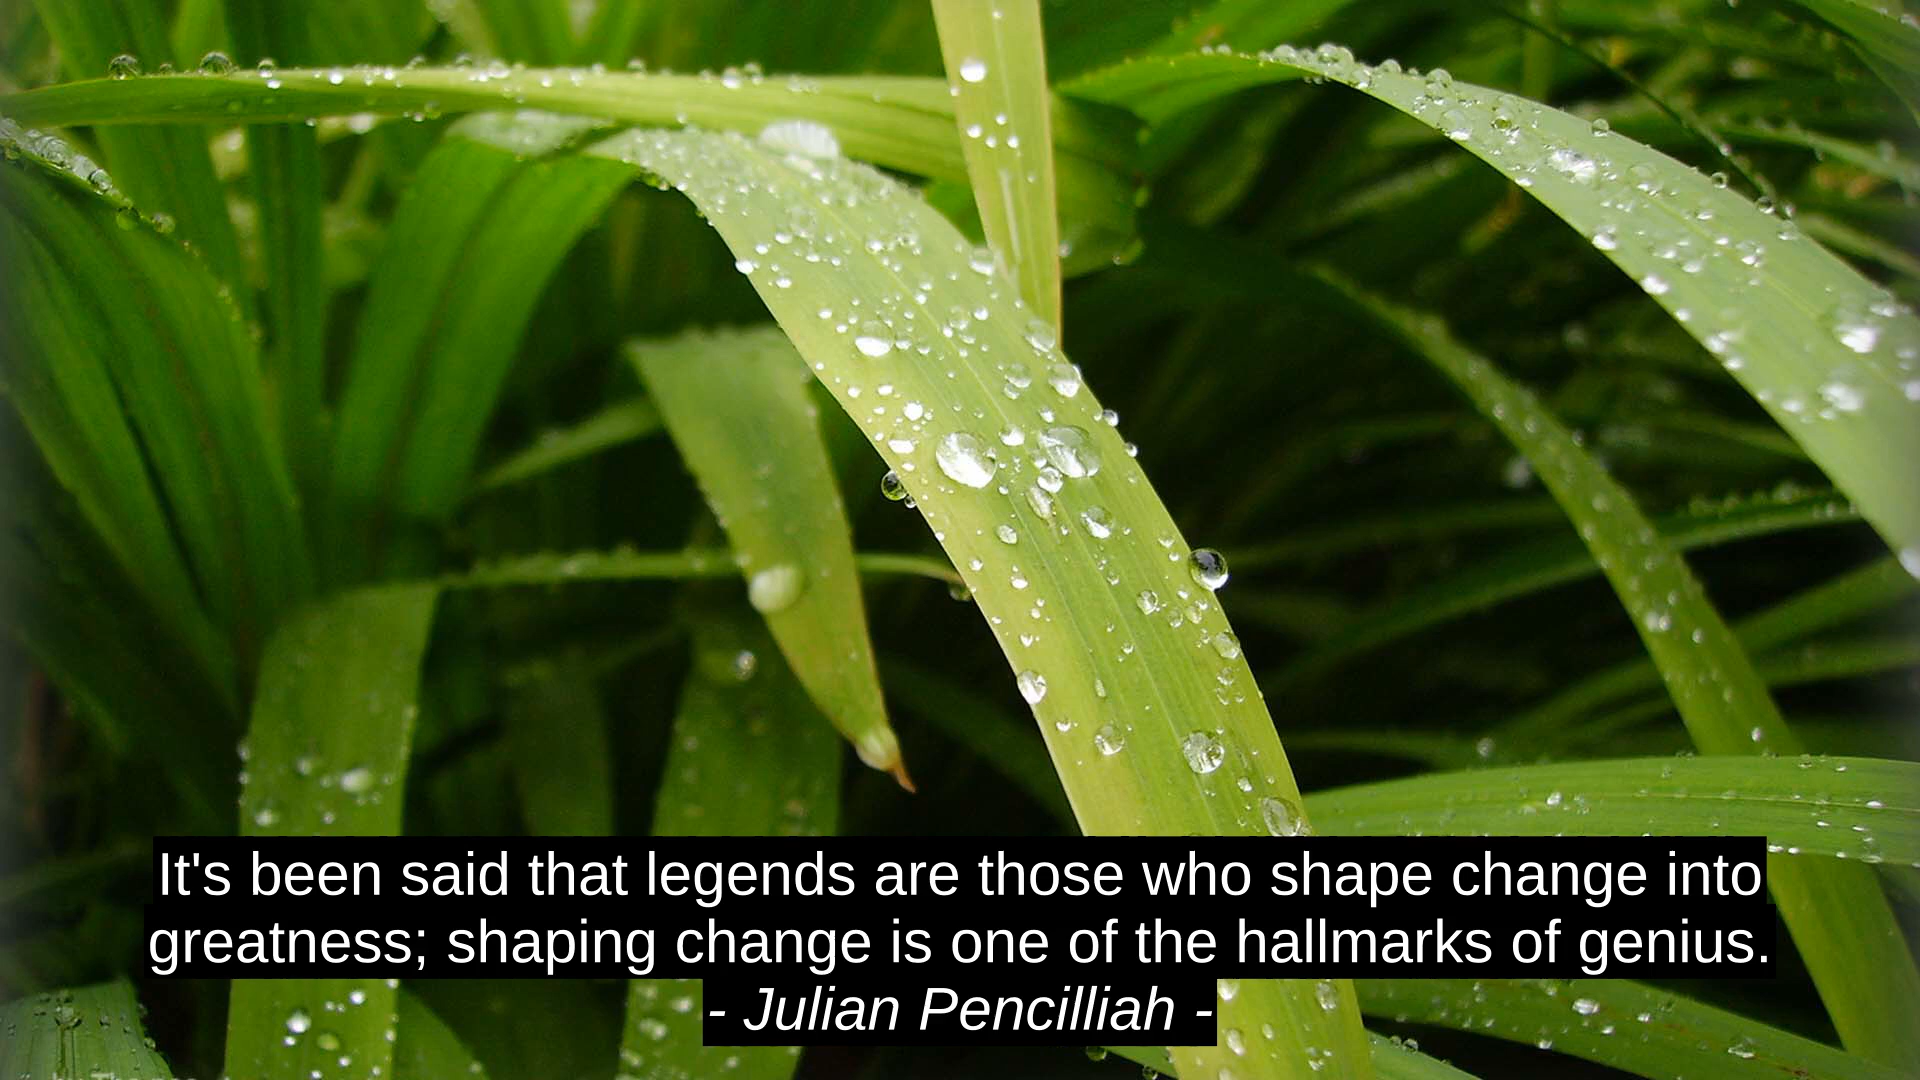 It's been said that legends are those who shape change into
greatness; shaping change is one of the hallmarks of genius.
- Julian Pencilliah -